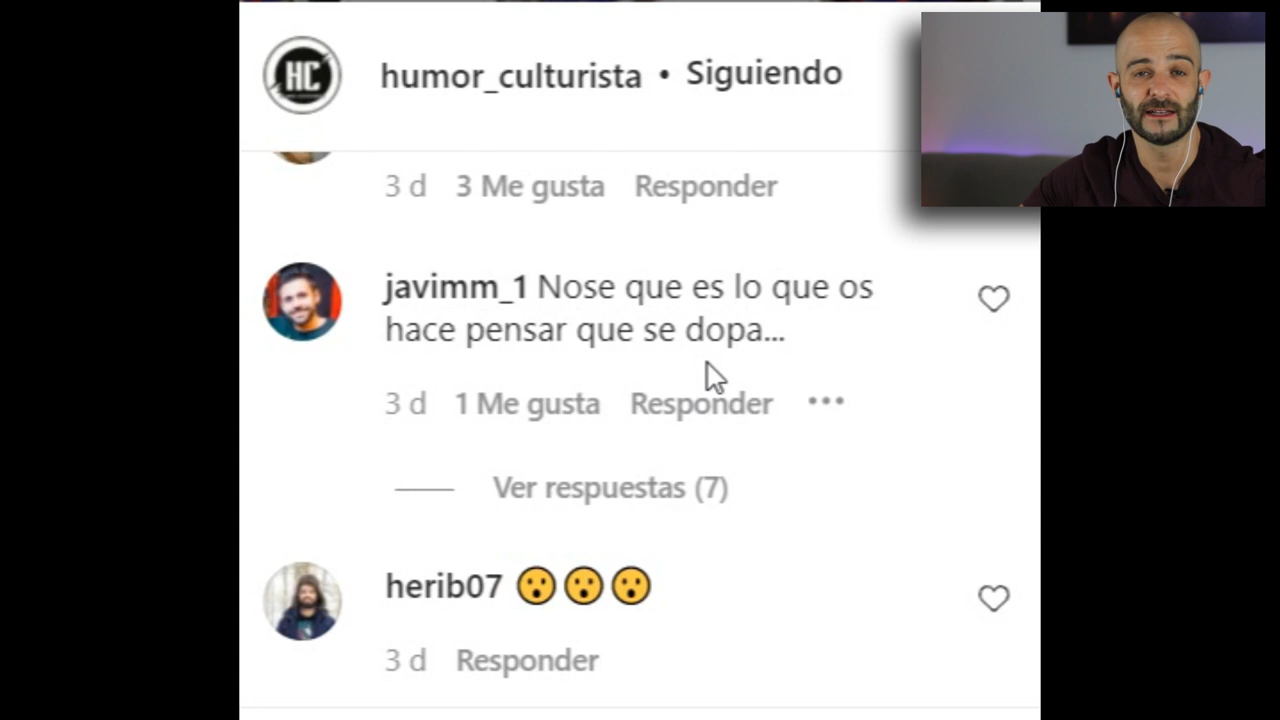 HC
humor_culturista • Siguiendo
3 d 3 Me gusta Responder
javimm_1 Nose que es lo que os
hace pensar que se dopa...
3 d 1 Me gusta Responder •••
Ver respuestas (7)
herib07 😮😮😮
3 d Responder